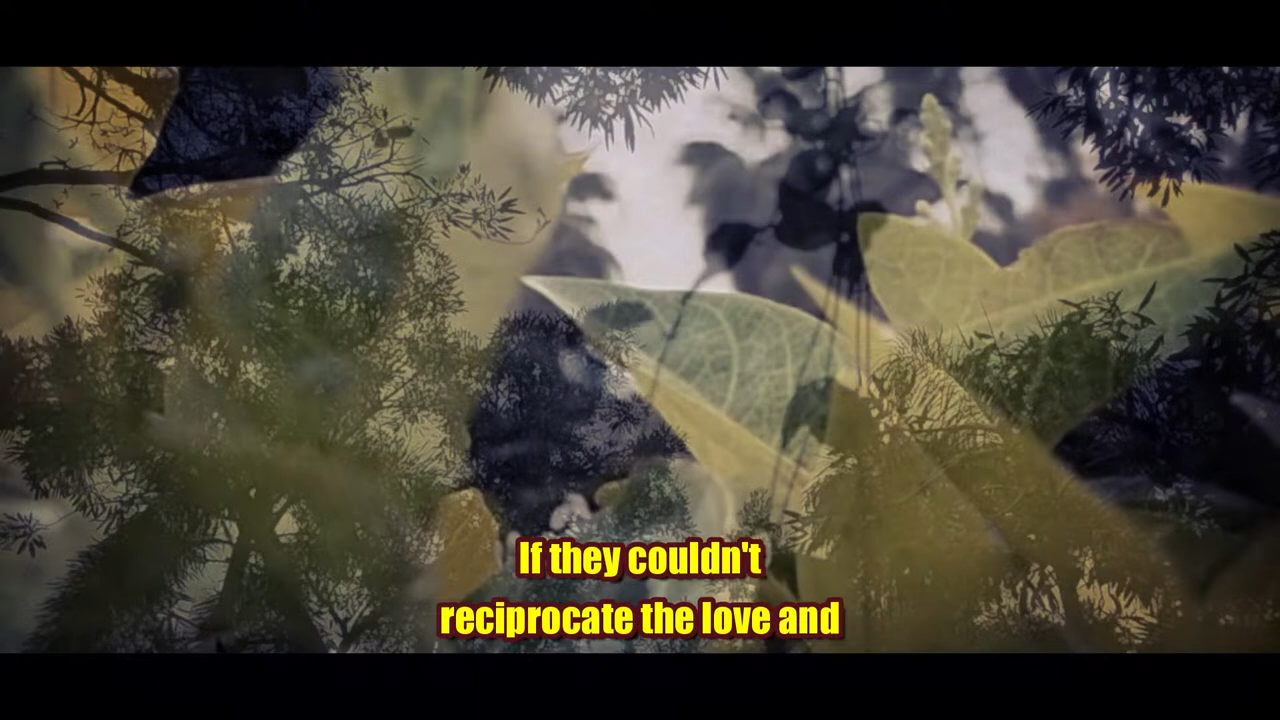 If they couldn't
reciprocate the love and